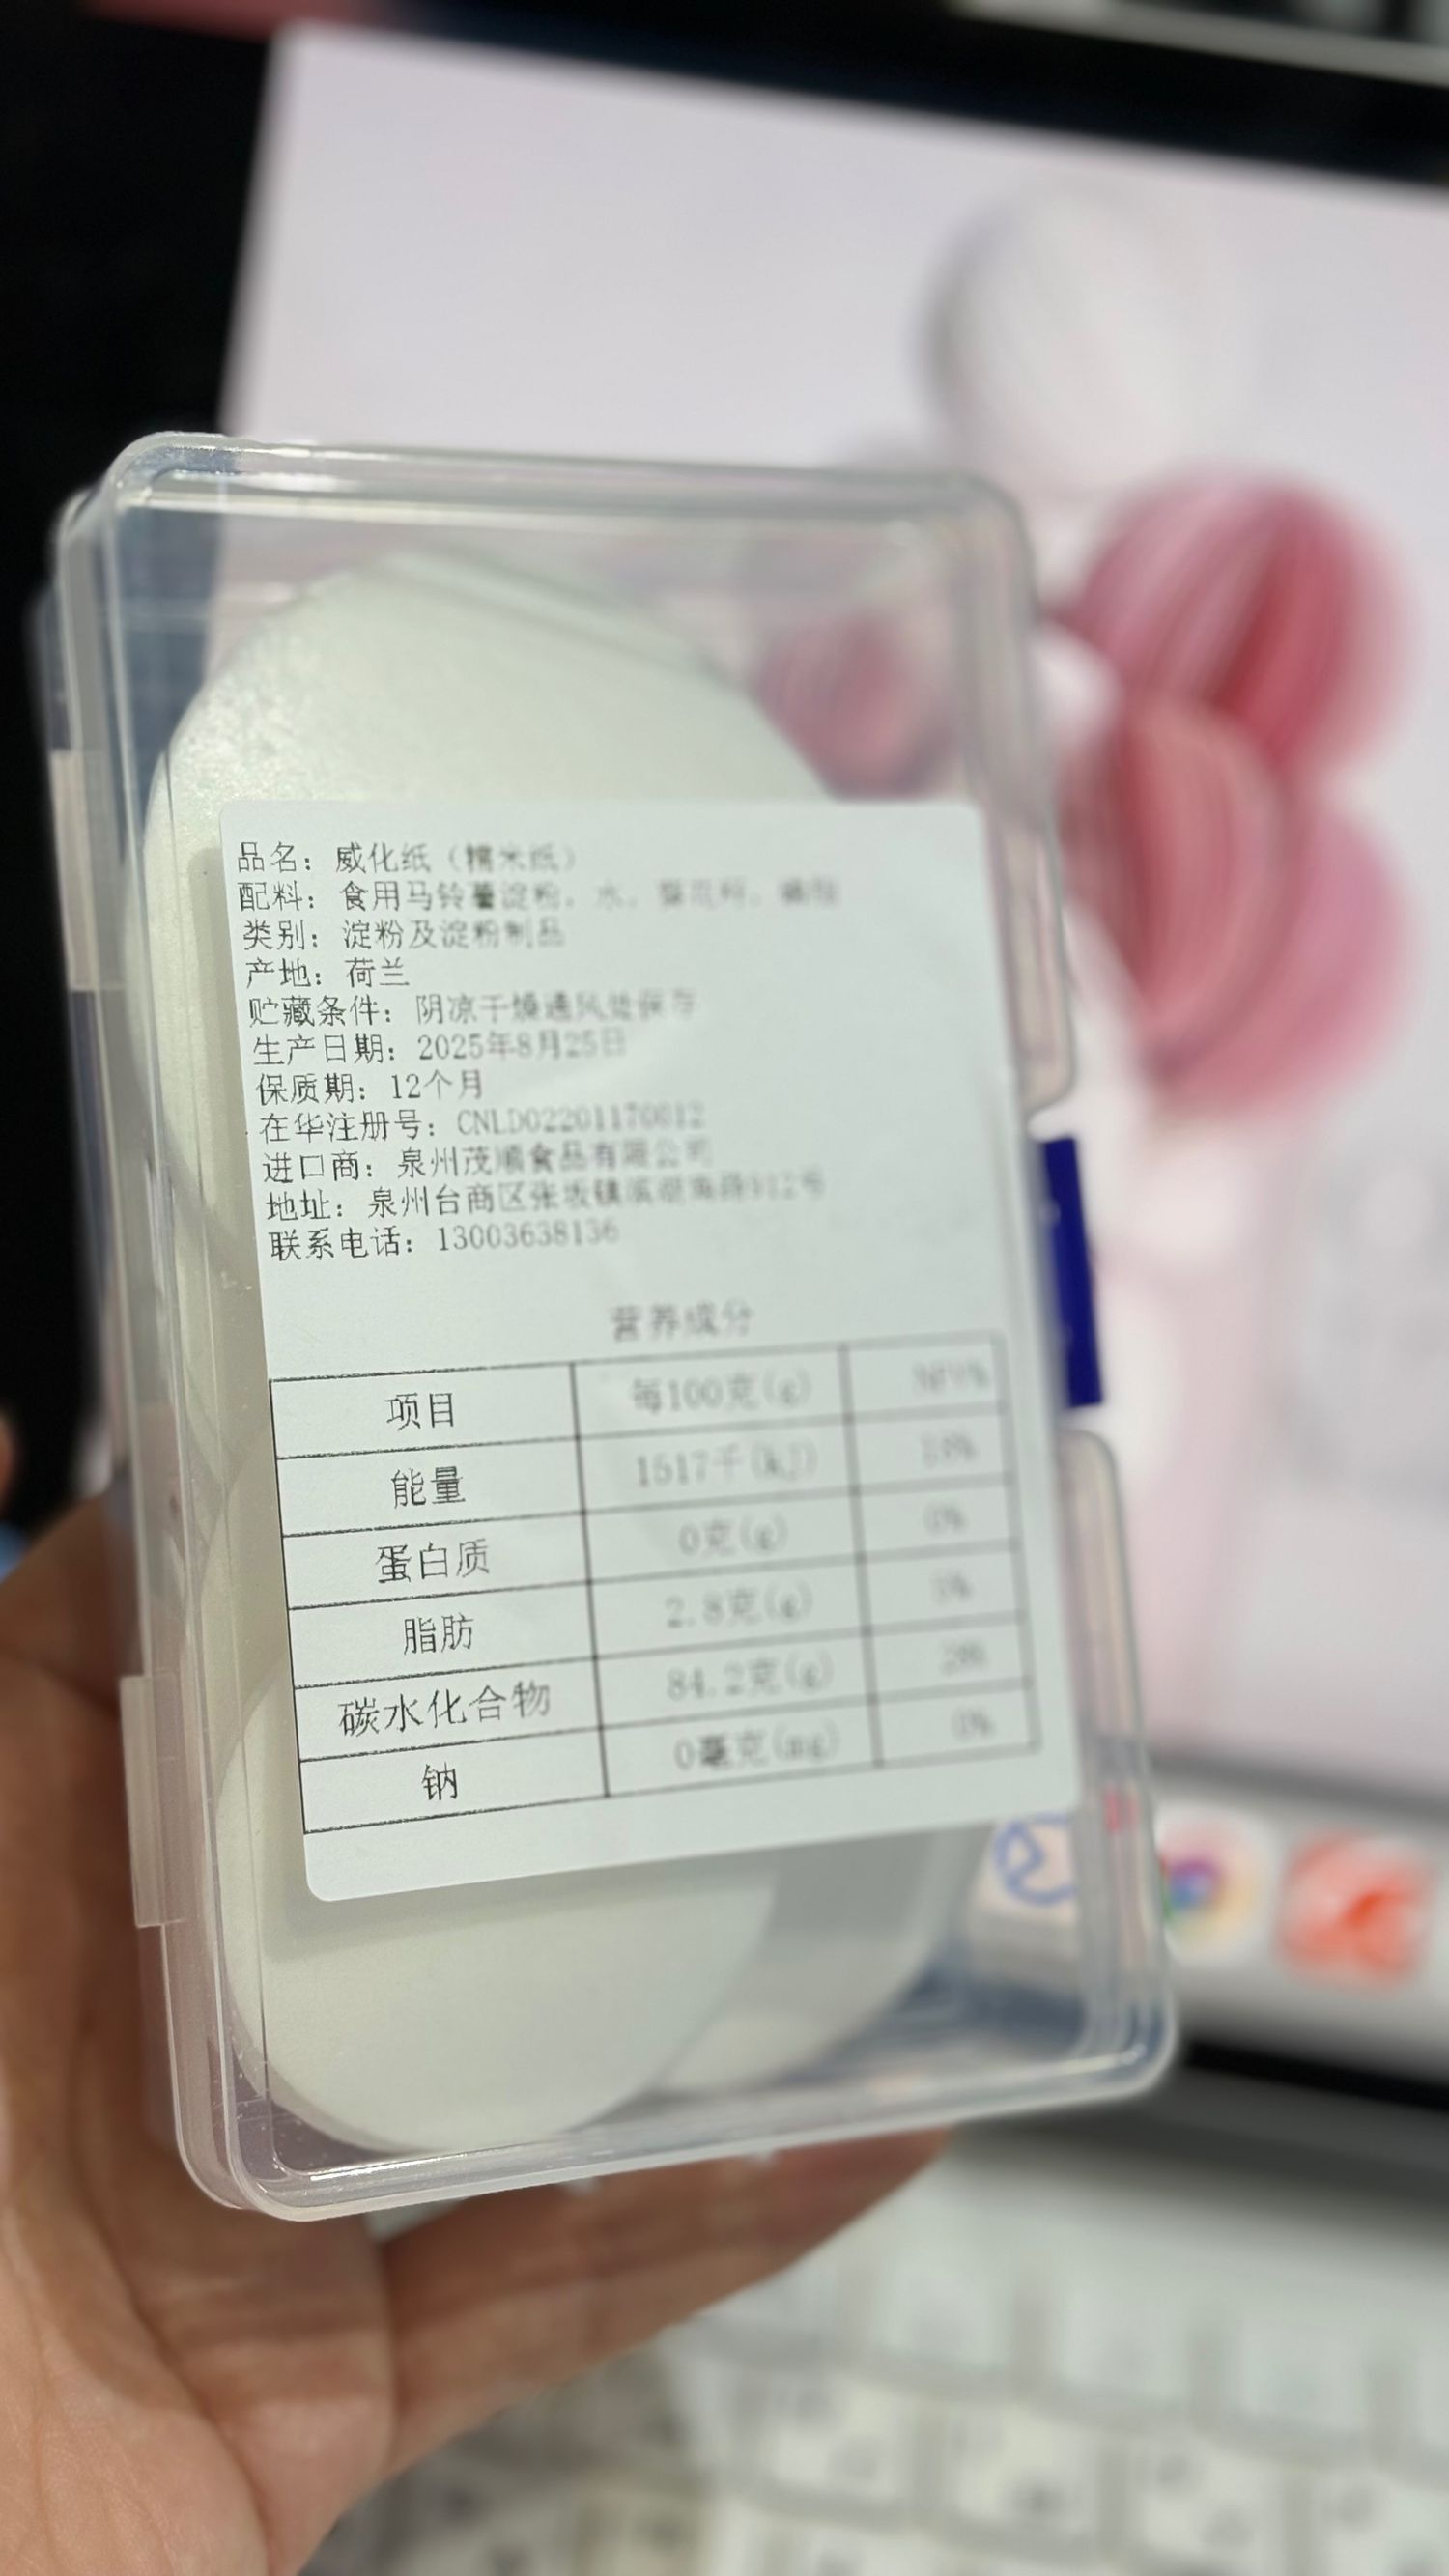 品名：威化纸（糯米纸）
配料：食用马铃薯淀粉，水，
类别：淀粉及淀粉制品
产地：荷兰
贮藏条件：阴凉干燥通风处保存
生产日期：2025年8月25日
保质期：12个月
在华注册号：CNLD02201170012
进口商：泉州茂顺食品有限公司
地址：泉州台商区张坂镇
联系电话：13003638136
营养成分
项目 每100克(g) NRV%
能量 1517千(kJ) 18%
蛋白质 0克(g) 0%
脂肪 2.8克(g)
碳水化合物 84.2克(g)
钠 0毫克(mg) 0%